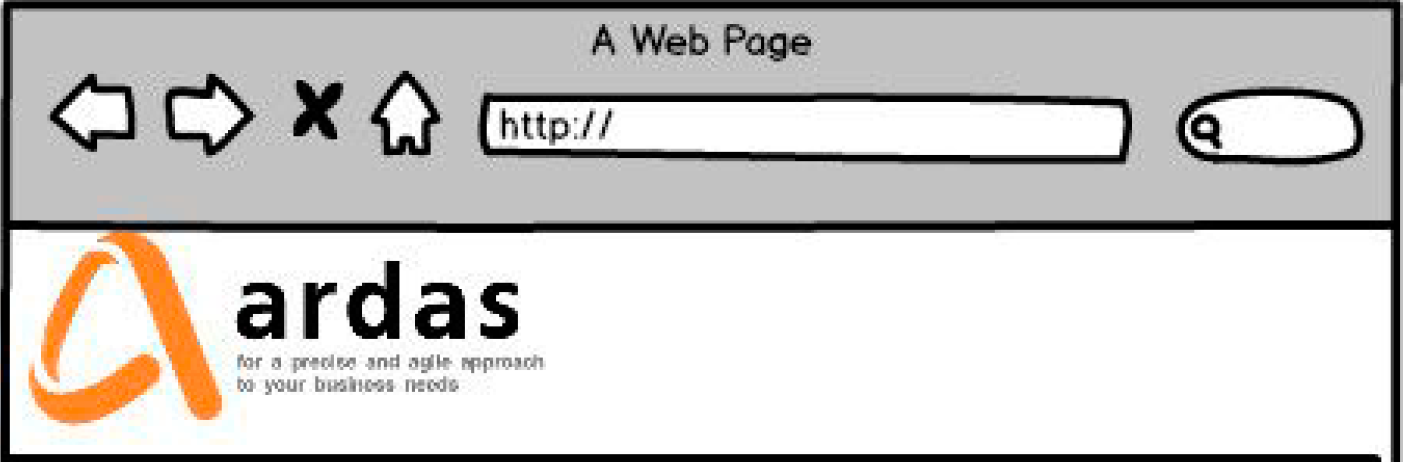 A Web Page
http://
ardas
for a precise and agile approach
to your business needs